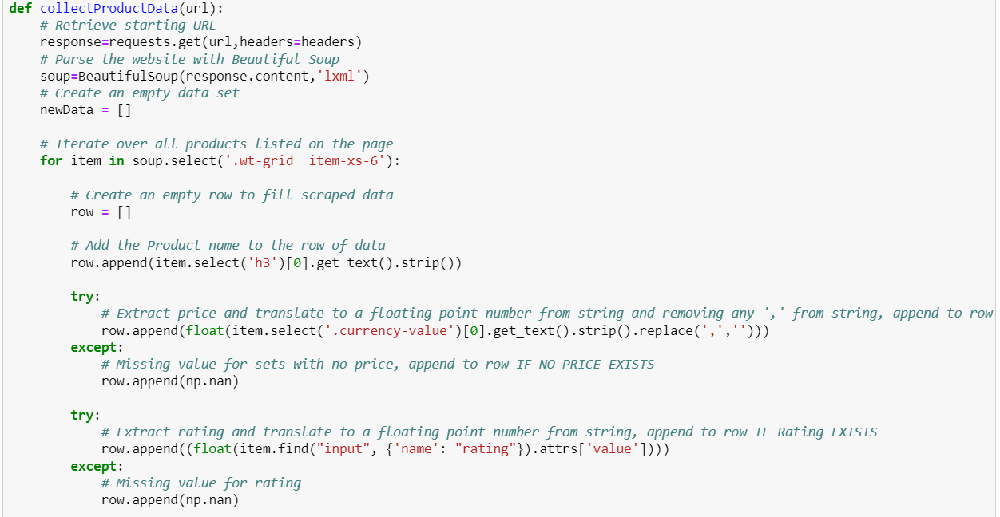 def collectProductData(url):
    # Retrieve starting URL
    response=requests.get(url,headers=headers)
    # Parse the website with Beautiful Soup
    soup=BeautifulSoup(response.content,'lxml')
    # Create an empty data set
    newData = []
    # Iterate over all products listed on the page
    for item in soup.select('.wt-grid__item-xs-6'):
        # Create an empty row to fill scraped data
        row = []
        # Add the Product name to the row of data
        row.append(item.select('h3')[0].get_text().strip())
        try:
            # Extract price and translate to a floating point number from string and removing any ',' from string, append to row
            row.append(float(item.select('.currency-value')[0].get_text().strip().replace(',','')))
        except:
            # Missing value for sets with no price, append to row IF NO PRICE EXISTS
            row.append(np.nan)
        try:
            # Extract rating and translate to a floating point number from string, append to row IF Rating EXISTS
            row.append((float(item.find("input", {'name': "rating"}).attrs['value'])))
        except:
            # Missing value for rating
            row.append(np.nan)